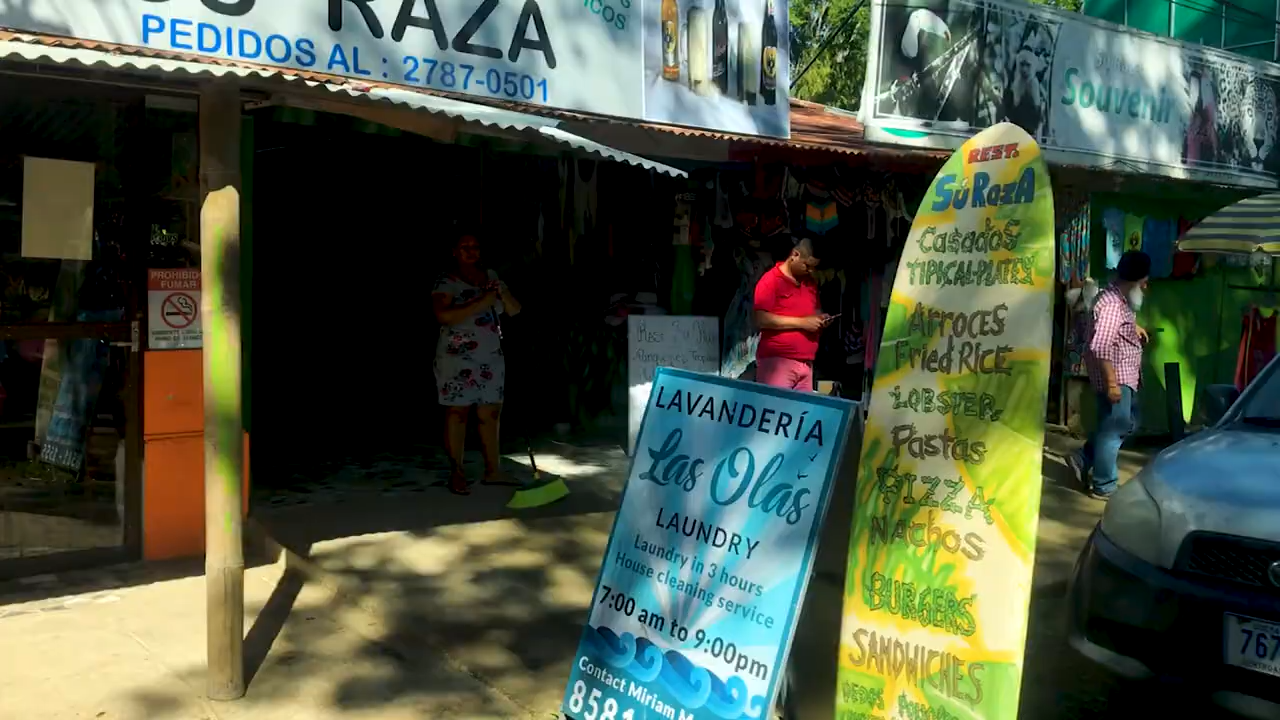 RAZA
PEDIDOS AL : 2787-0501
Souvenir
PROHIBIDO
FUMAR
LAVANDERÍA
Las Olas
LAUNDRY
Laundry in 3 hours
House cleaning service
7:00 am to 9:00pm
Contact Miriam M
8581
REST.
Sú RazA
Casados
TIPICAL-PLATES
Arroces
Fried RICE
LOBSTER
Pastas
PIZZA
Nachos
BURGERS
SANDWICHES
767